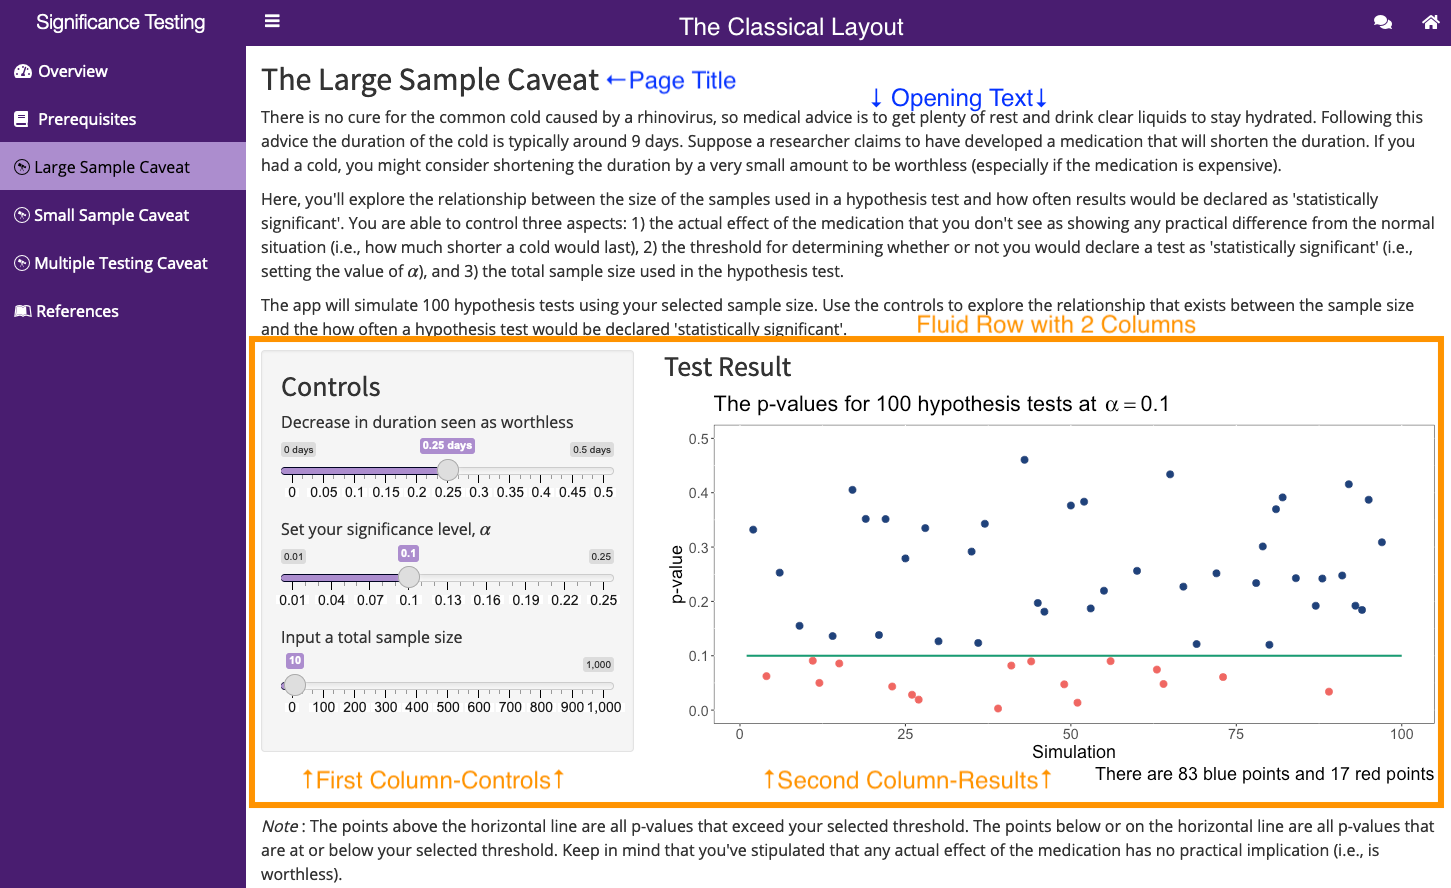 Significance Testing
The Classical Layout
Overview
Prerequisites
Large Sample Caveat
Small Sample Caveat
Multiple Testing Caveat
References
The Large Sample Caveat ←Page Title
↓ Opening Text↓
There is no cure for the common cold caused by a rhinovirus, so medical advice is to get plenty of rest and drink clear liquids to stay hydrated. Following this
advice the duration of the cold is typically around 9 days. Suppose a researcher claims to have developed a medication that will shorten the duration. If you
had a cold, you might consider shortening the duration by a very small amount to be worthless (especially if the medication is expensive).
Here, you'll explore the relationship between the size of the samples used in a hypothesis test and how often results would be declared as 'statistically
significant'. You are able to control three aspects: 1) the actual effect of the medication that you don't see as showing any practical difference from the normal
situation (i.e., how much shorter a cold would last), 2) the threshold for determining whether or not you would declare a test as 'statistically significant' (i.e.,
setting the value of α), and 3) the total sample size used in the hypothesis test.
The app will simulate 100 hypothesis tests using your selected sample size. Use the controls to explore the relationship that exists between the sample size
and the how often a hypothesis test would be declared 'statistically significant'.
Fluid Row with 2 Columns
Controls
Decrease in duration seen as worthless
0 days 0.25 days 0.5 days
0 0.05 0.1 0.15 0.2 0.25 0.3 0.35 0.4 0.45 0.5
Set your significance level, α
0.01 0.1 0.25
0.01 0.04 0.07 0.1 0.13 0.16 0.19 0.22 0.25
Input a total sample size
10 1,000
0 100 200 300 400 500 600 700 800 900 1,000
↑First Column-Controls↑
Test Result
The p-values for 100 hypothesis tests at α = 0.1
p-value
0.5
0.4
0.3
0.2
0.1
0.0
0 25 50 75 100
Simulation
There are 83 blue points and 17 red points
↑Second Column-Results↑
Note : The points above the horizontal line are all p-values that exceed your selected threshold. The points below or on the horizontal line are all p-values that
are at or below your selected threshold. Keep in mind that you've stipulated that any actual effect of the medication has no practical implication (i.e., is
worthless).